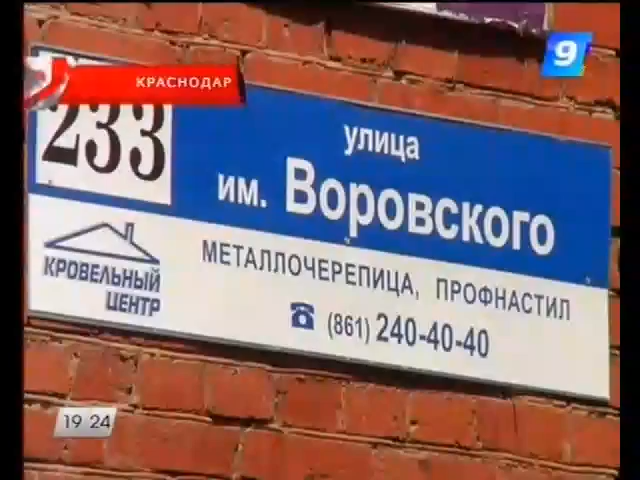 9
КРАСНОДАР
233
улица
им. Воровского
КРОВЕЛЬНЫЙ
ЦЕНТР
МЕТАЛЛОЧЕРЕПИЦА, ПРОФНАСТИЛ
(861) 240-40-40
19 24